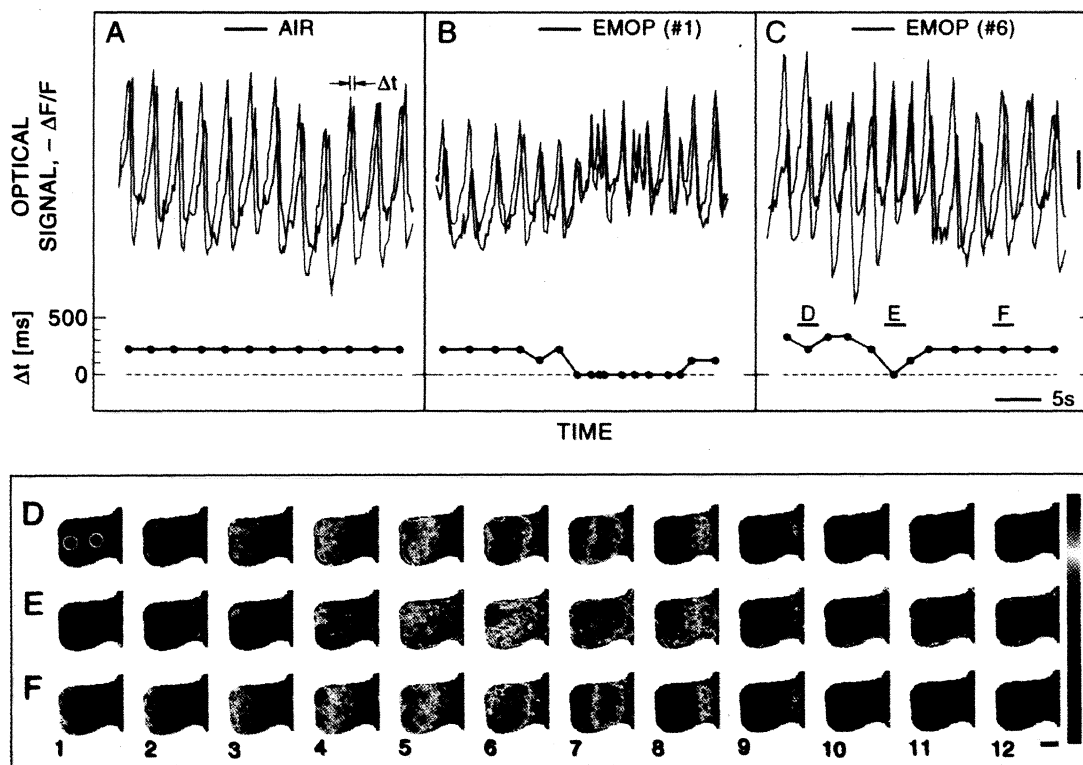 A
AIR
B
EMOP (#1)
C
EMOP (#6)
Δt
OPTICAL
SIGNAL, - ΔF/F
500
Δt [ms]
0
D
E
F
5s
TIME
D
E
F
1 2 3 4 5 6 7 8 9 10 11 12